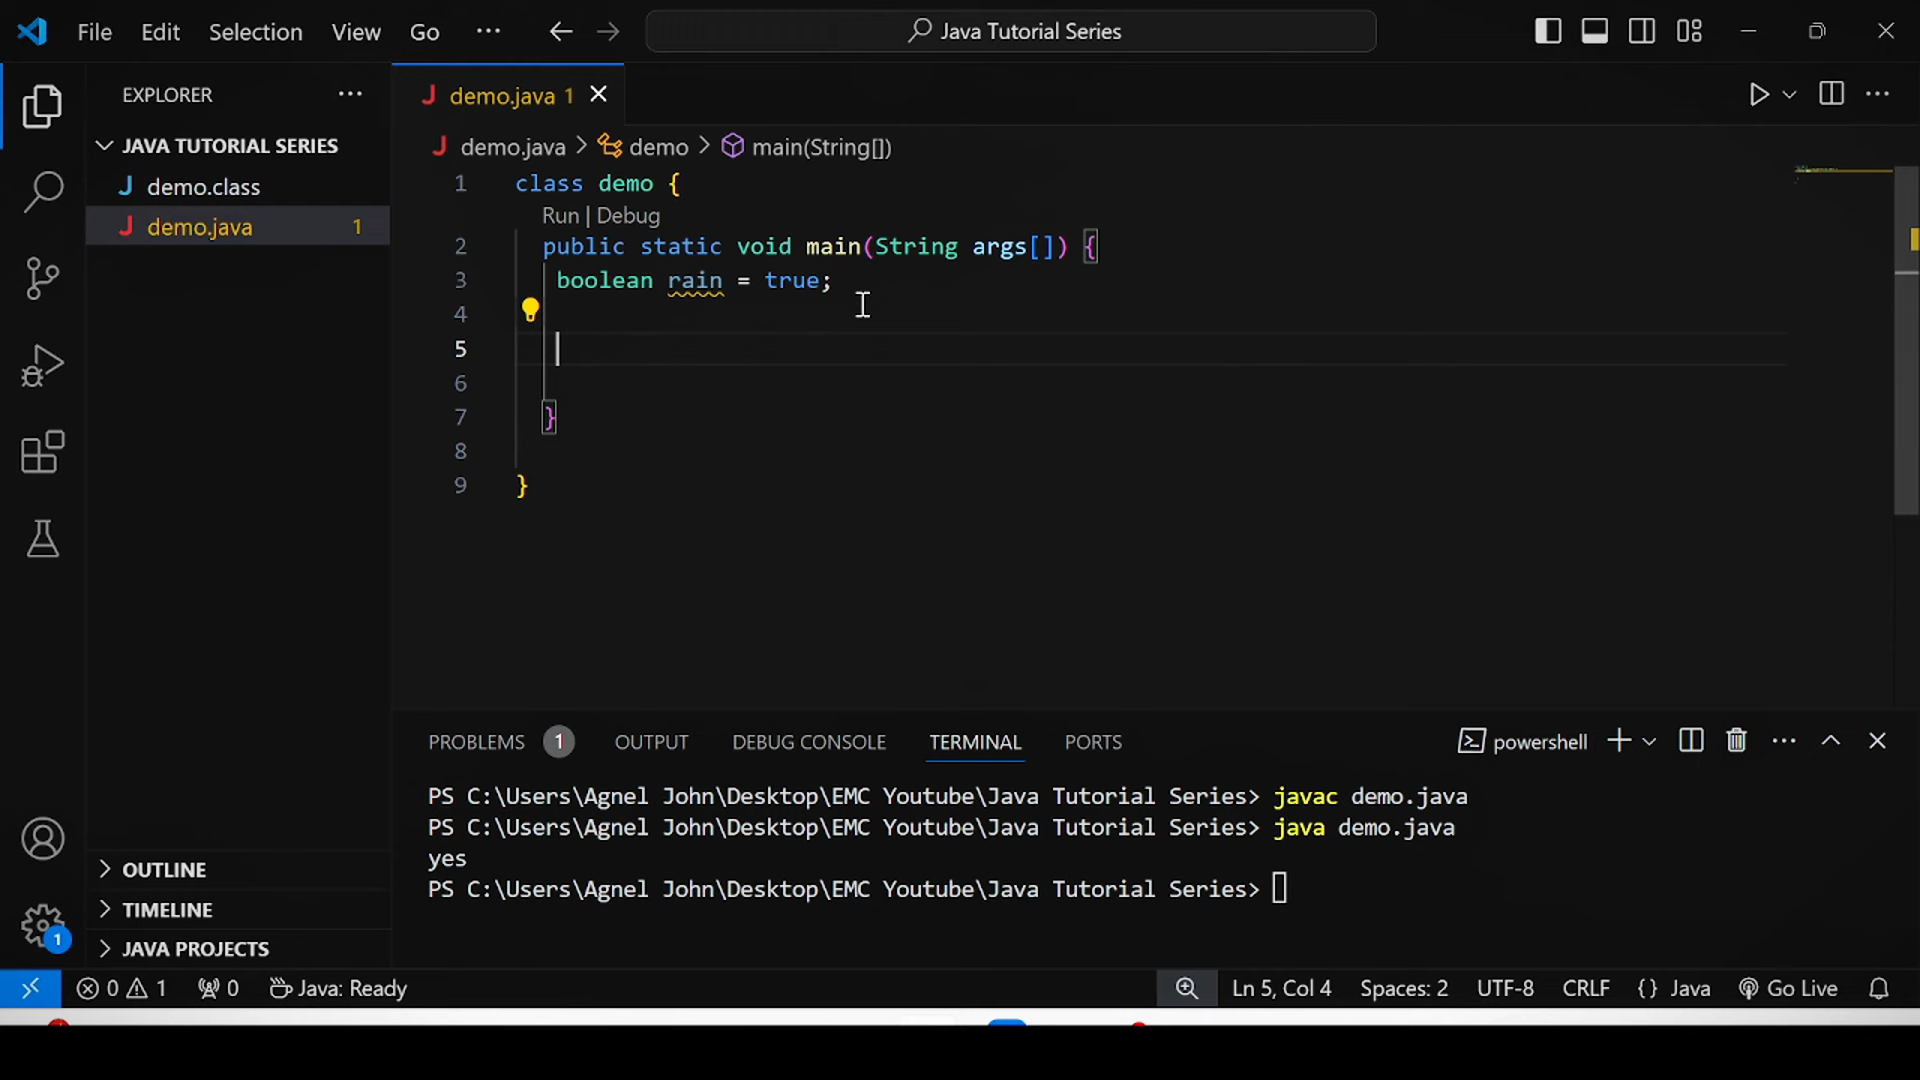 File Edit Selection View Go ··· Java Tutorial Series
EXPLORER ···
JAVA TUTORIAL SERIES
J demo.class
J demo.java 1
J demo.java 1
J demo.java > demo > main(String[])
1 class demo {
Run | Debug
2 public static void main(String args[]) {
3 boolean rain = true;
4
5
6
7 }
8
9 }
PROBLEMS 1 OUTPUT DEBUG CONSOLE TERMINAL PORTS powershell
PS C:\Users\Agnel John\Desktop\EMC Youtube\Java Tutorial Series> javac demo.java
PS C:\Users\Agnel John\Desktop\EMC Youtube\Java Tutorial Series> java demo.java
yes
PS C:\Users\Agnel John\Desktop\EMC Youtube\Java Tutorial Series>
OUTLINE
TIMELINE
JAVA PROJECTS
1
0 1 0 Java: Ready Ln 5, Col 4 Spaces: 2 UTF-8 CRLF {} Java Go Live